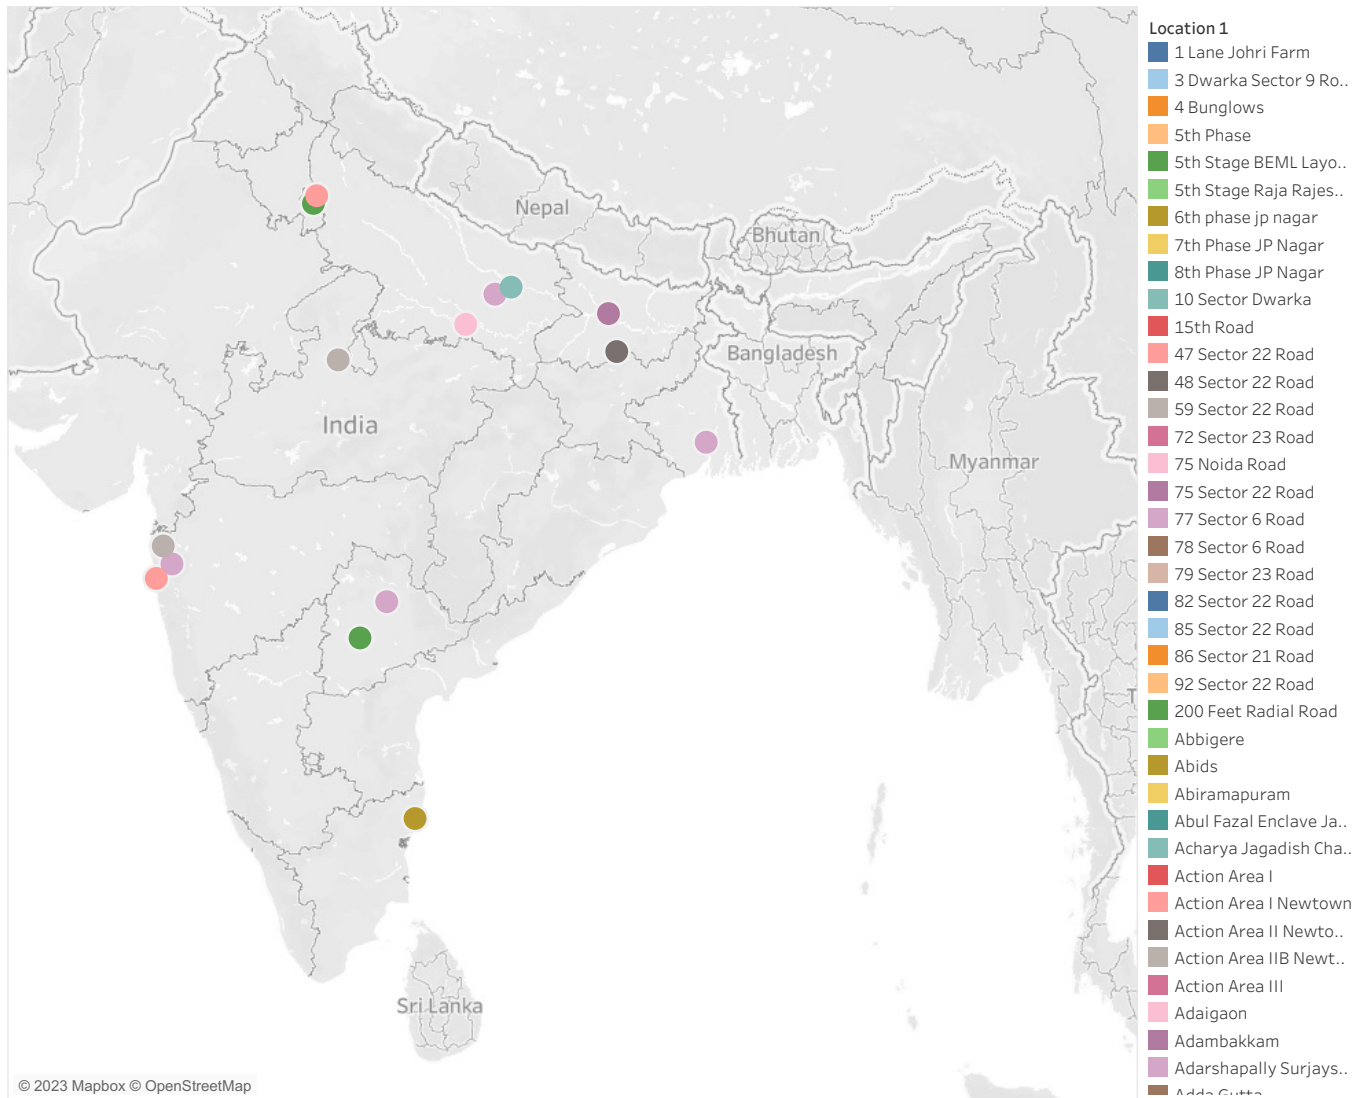 Nepal
Bhutan
Bangladesh
India
Myanmar
T
Sri Lanka
© 2023 Mapbox © OpenStreetMap
Location 1
1 Lane Johri Farm
3 Dwarka Sector 9 Ro..
4 Bunglows
5th Phase
5th Stage BEML Layo..
5th Stage Raja Rajes..
6th phase jp nagar
7th Phase JP Nagar
8th Phase JP Nagar
10 Sector Dwarka
15th Road
47 Sector 22 Road
48 Sector 22 Road
59 Sector 22 Road
72 Sector 23 Road
75 Noida Road
75 Sector 22 Road
77 Sector 6 Road
78 Sector 6 Road
79 Sector 23 Road
82 Sector 22 Road
85 Sector 22 Road
86 Sector 21 Road
92 Sector 22 Road
200 Feet Radial Road
Abbigere
Abids
Abiramapuram
Abul Fazal Enclave Ja..
Acharya Jagadish Cha..
Action Area I
Action Area I Newtown
Action Area II Newto..
Action Area IIB Newt..
Action Area III
Adaigaon
Adambakkam
Adarshapally Surjays..
Adda Gutta